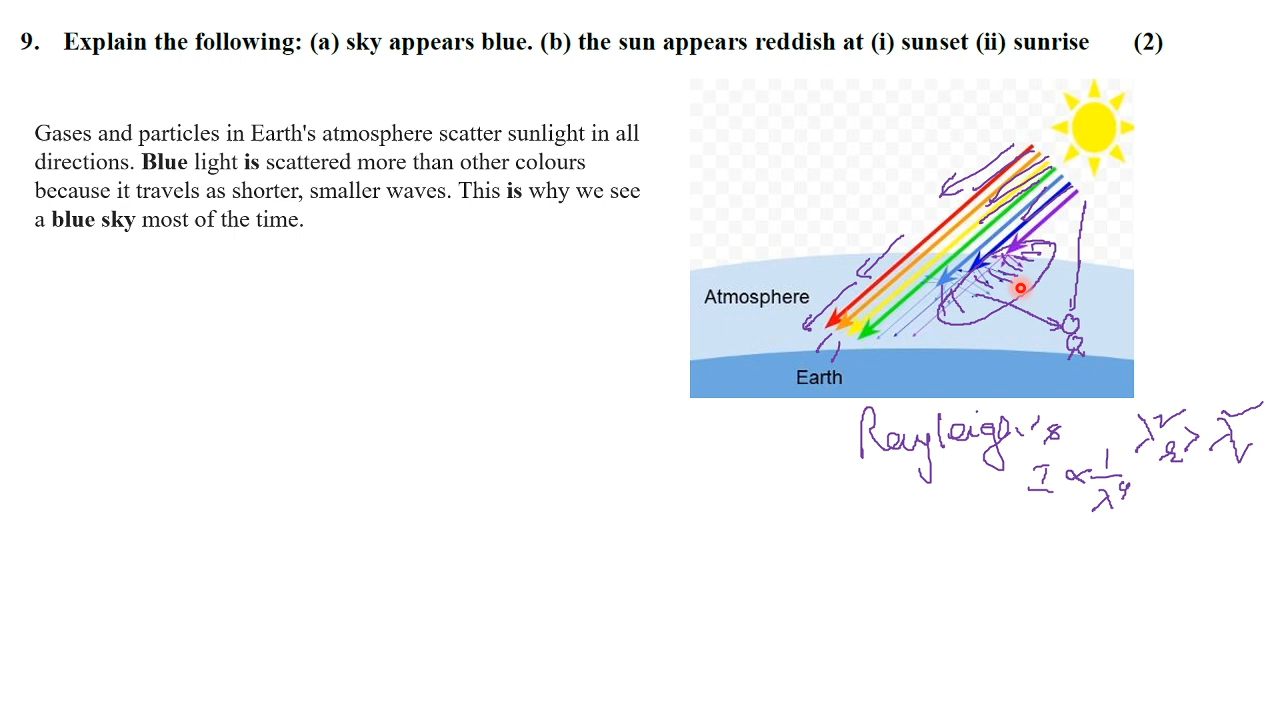 9. Explain the following: (a) sky appears blue. (b) the sun appears reddish at (i) sunset (ii) sunrise (2)
Gases and particles in Earth's atmosphere scatter sunlight in all
directions. Blue light is scattered more than other colours
because it travels as shorter, smaller waves. This is why we see
a blue sky most of the time.
Atmosphere
Earth
Rayleigh's
I ∝ 1/λ⁴